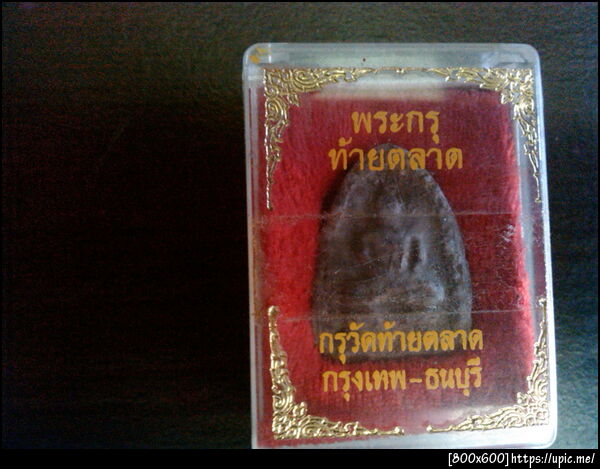 พระกรุ
ท้ายตลาด
กรุวัดท้ายตลาด
กรุงเทพ-ธนบุรี
[800x600]https://upic.me/